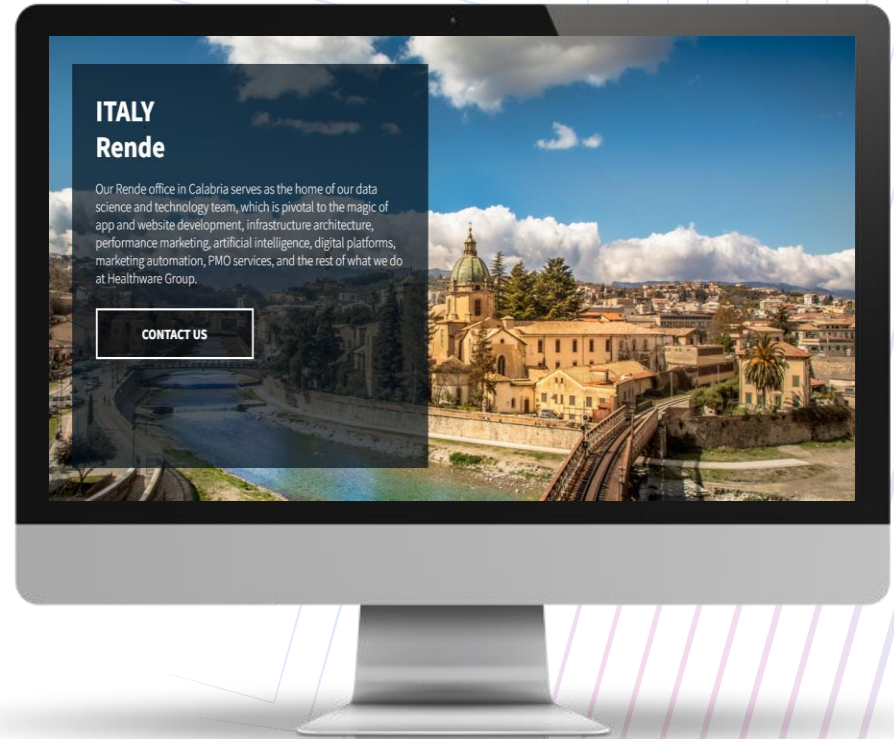 ITALY
Rende
Our Rende office in Calabria serves as the home of our data
science and technology team, which is pivotal to the magic of
app and website development, infrastructure architecture,
performance marketing, artificial intelligence, digital platforms,
marketing automation, PMO services, and the rest of what we do
at Healthware Group.
CONTACT US